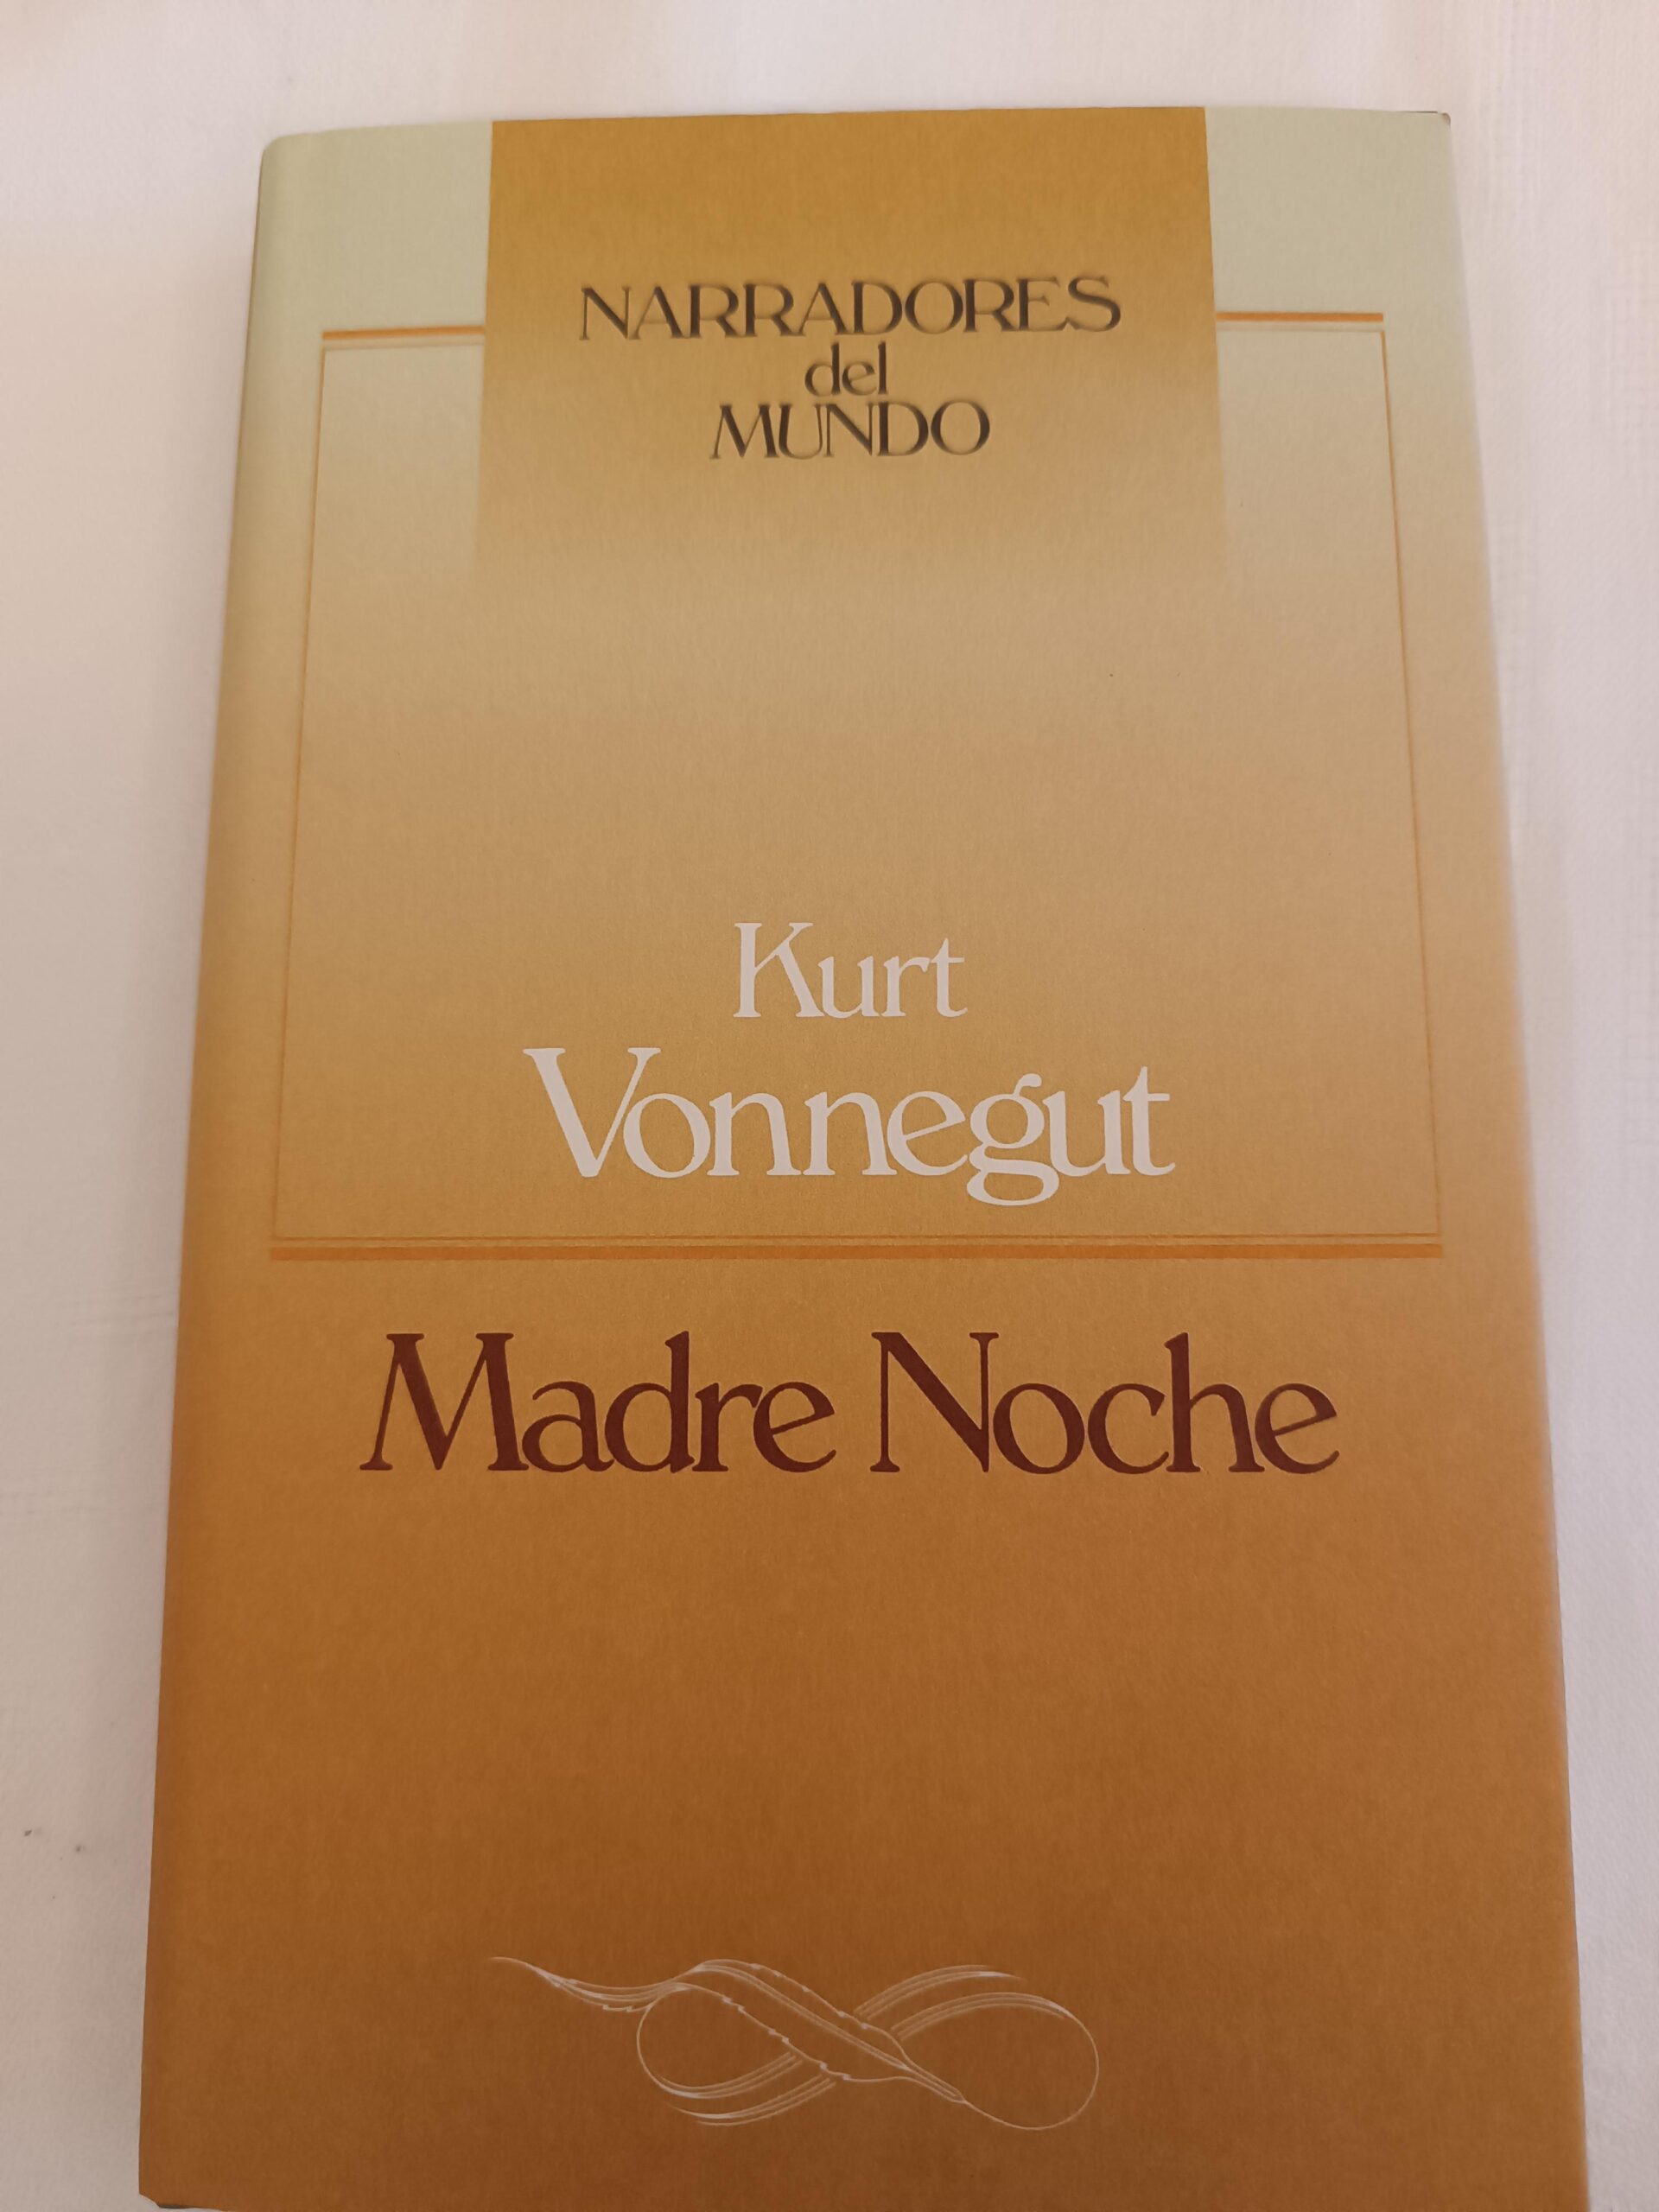 NARRADORES
del
MUNDO
Kurt
Vonnegut
Madre Noche